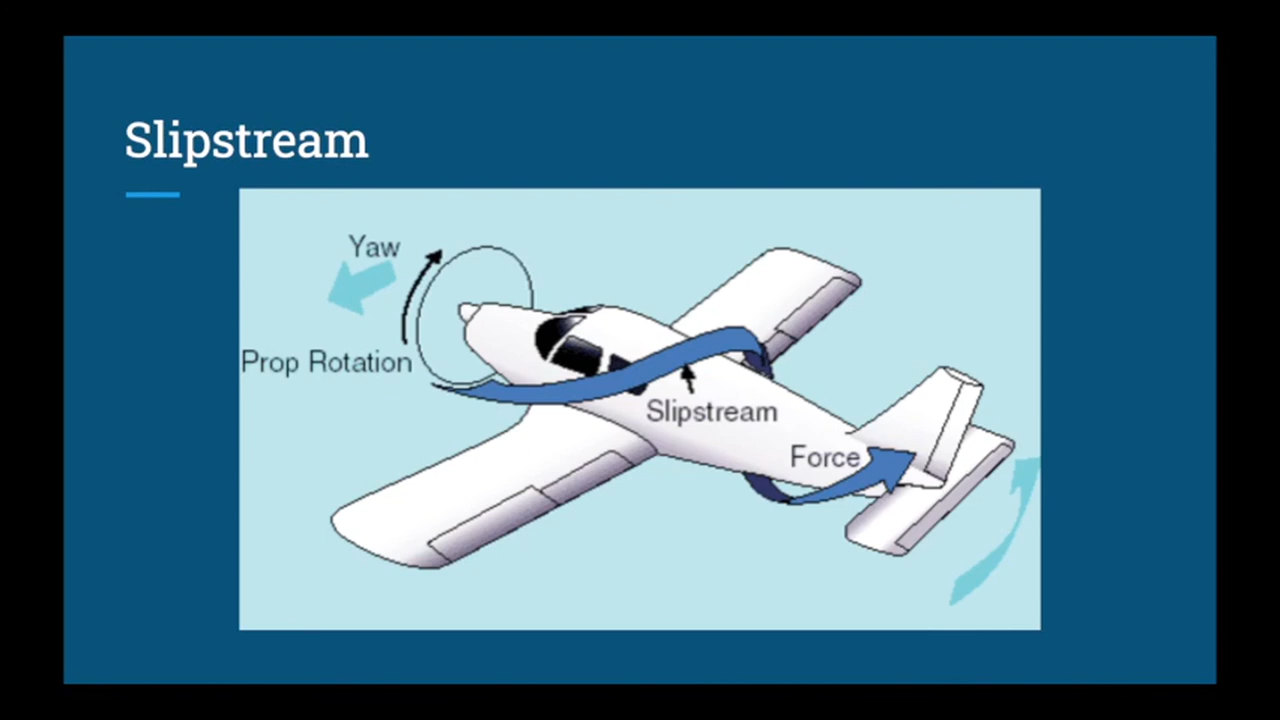 Slipstream
Yaw
Prop Rotation
Slipstream
Force